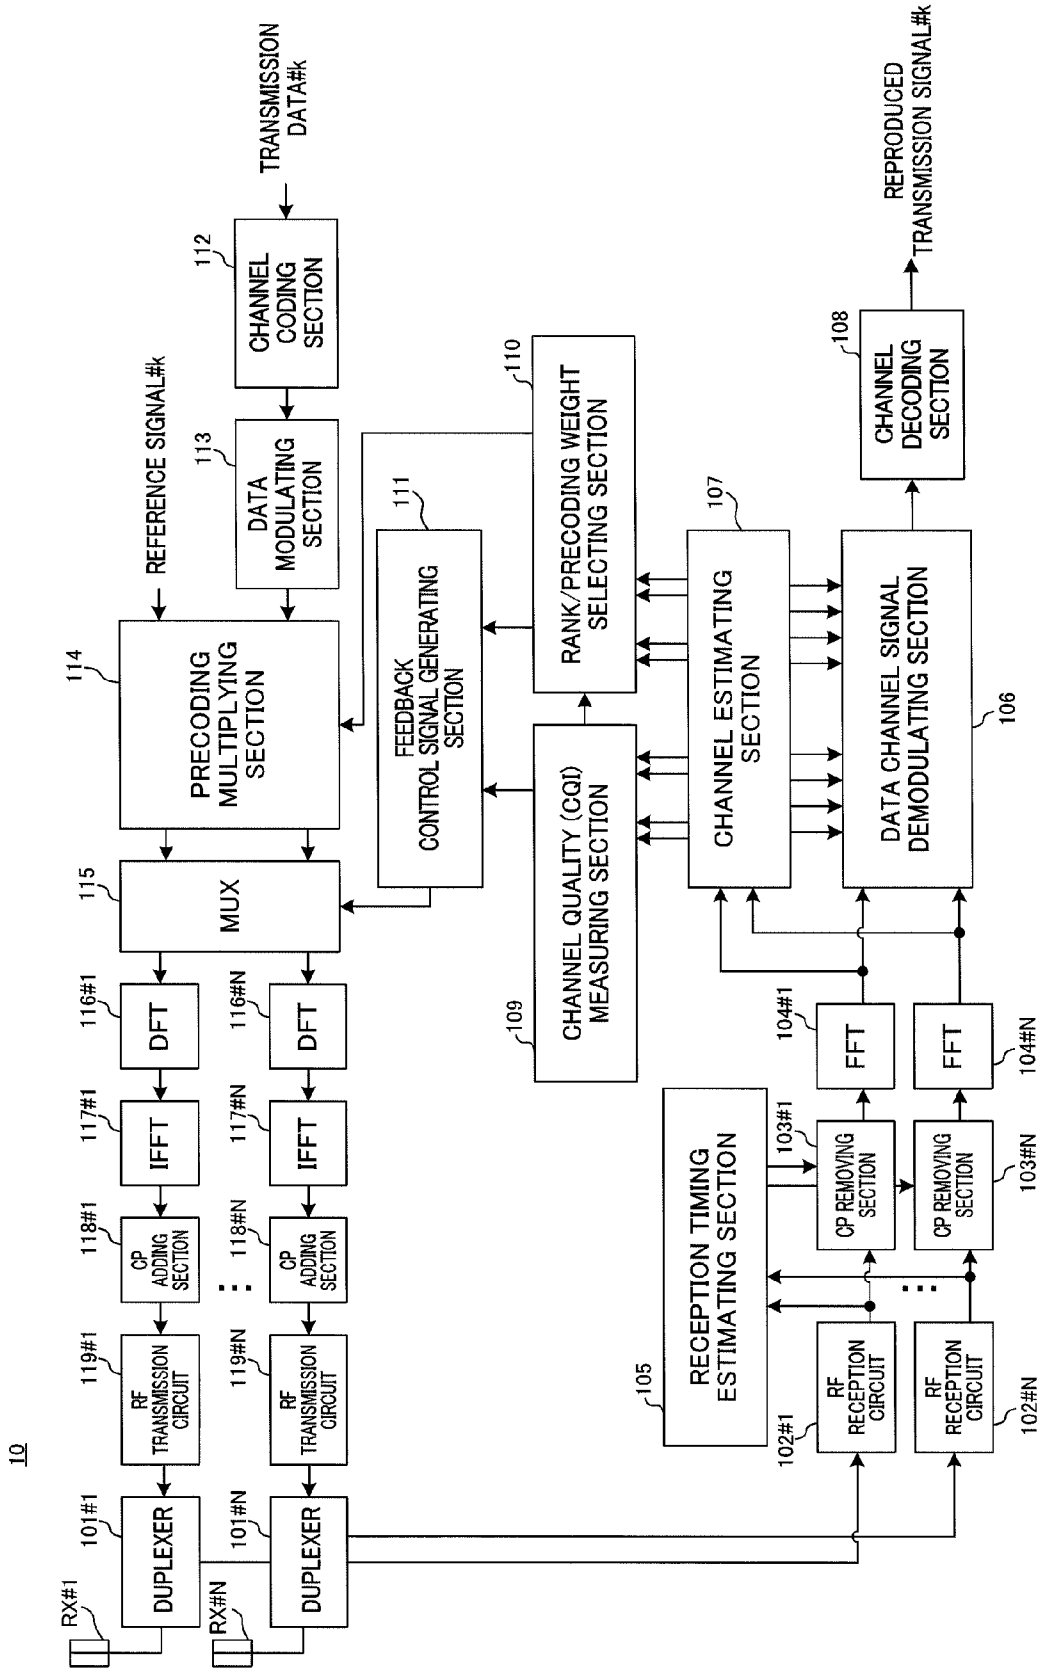 10
RX#1
101#1
DUPLEXER
119#1
RF
TRANSMISSION
CIRCUIT
118#1
CP
ADDING
SECTION
117#1
IFFT
116#1
DFT
115
MUX
114
PRECODING
MULTIPLYING
SECTION
REFERENCE SIGNAL#k
RX#N
101#N
DUPLEXER
119#N
RF
TRANSMISSION
CIRCUIT
118#N
CP
ADDING
SECTION
117#N
IFFT
116#N
DFT
113
DATA
MODULATING
SECTION
112
CHANNEL
CODING
SECTION
TRANSMISSION
DATA#k
FEEDBACK
CONTROL SIGNAL GENERATING
SECTION
111
109
CHANNEL QUALITY (CQI)
MEASURING SECTION
RANK/PRECODING WEIGHT
SELECTING SECTION
110
105
RECEPTION TIMING
ESTIMATING SECTION
CHANNEL ESTIMATING
SECTION
107
102#1
RF
RECEPTION
CIRCUIT
103#1
CP REMOVING
SECTION
104#1
FFT
DATA CHANNEL SIGNAL
DEMODULATING SECTION
106
108
CHANNEL
DECODING
SECTION
REPRODUCED
TRANSMISSION SIGNAL#k
RF
RECEPTION
CIRCUIT
102#N
CP REMOVING
SECTION
103#N
FFT
104#N